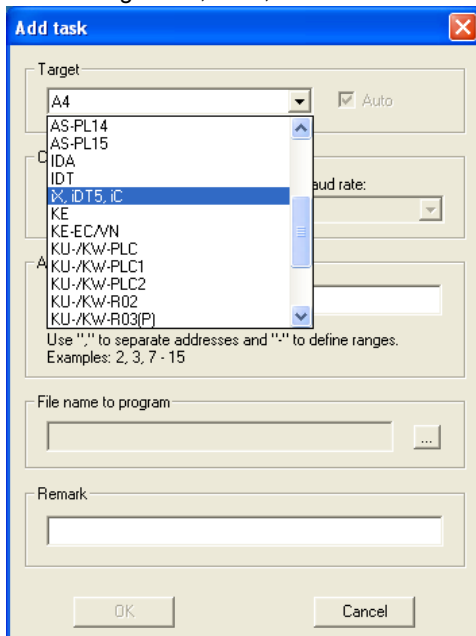 Add task
Target
A4
Auto
AS-PL14
AS-PL15
IDA
IDT
iX, iDT5, iC
KE
KE-EC/VN
KU-/KW-PLC
KU-/KW-PLC1
KU-/KW-PLC2
KU-/KW-R02
KU-/KW-R03(P)
aud rate:
Use "," to separate addresses and "-" to define ranges.
Examples: 2, 3, 7 - 15
File name to program
...
Remark
OK
Cancel